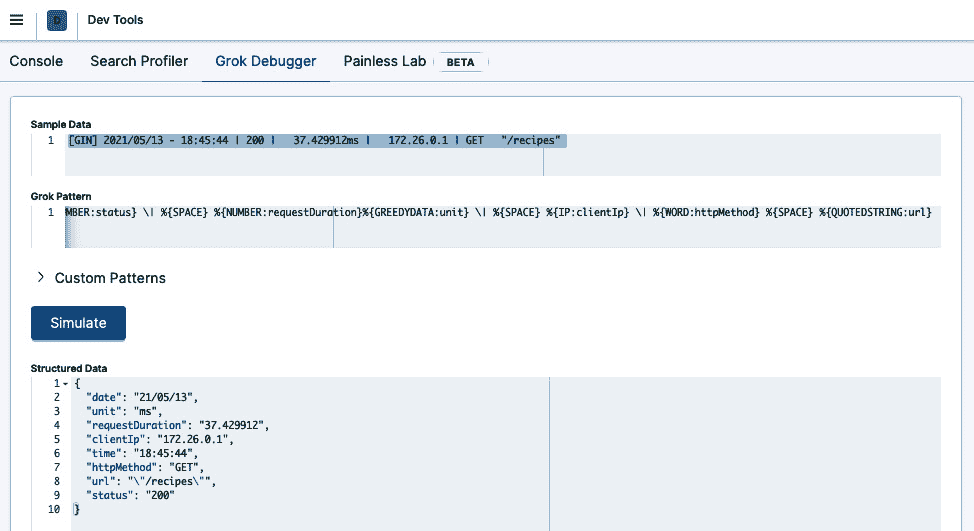 D Dev Tools
Console Search Profiler Grok Debugger Painless Lab BETA
Sample Data
1 [GIN] 2021/05/13 - 18:45:44 | 200 |   37.429912ms |   172.26.0.1 | GET   "/recipes"
Grok Pattern
1 MBER:status} \| %{SPACE} %{NUMBER:requestDuration}%{GREEDYDATA:unit} \| %{SPACE} %{IP:clientIp} \| %{WORD:httpMethod} %{SPACE} %{QUOTEDSTRING:url}
Custom Patterns
Simulate
Structured Data
1 {
2 "date": "21/05/13",
3 "unit": "ms",
4 "requestDuration": "37.429912",
5 "clientIp": "172.26.0.1",
6 "time": "18:45:44",
7 "httpMethod": "GET",
8 "url": "\"/recipes\"",
9 "status": "200"
10 }